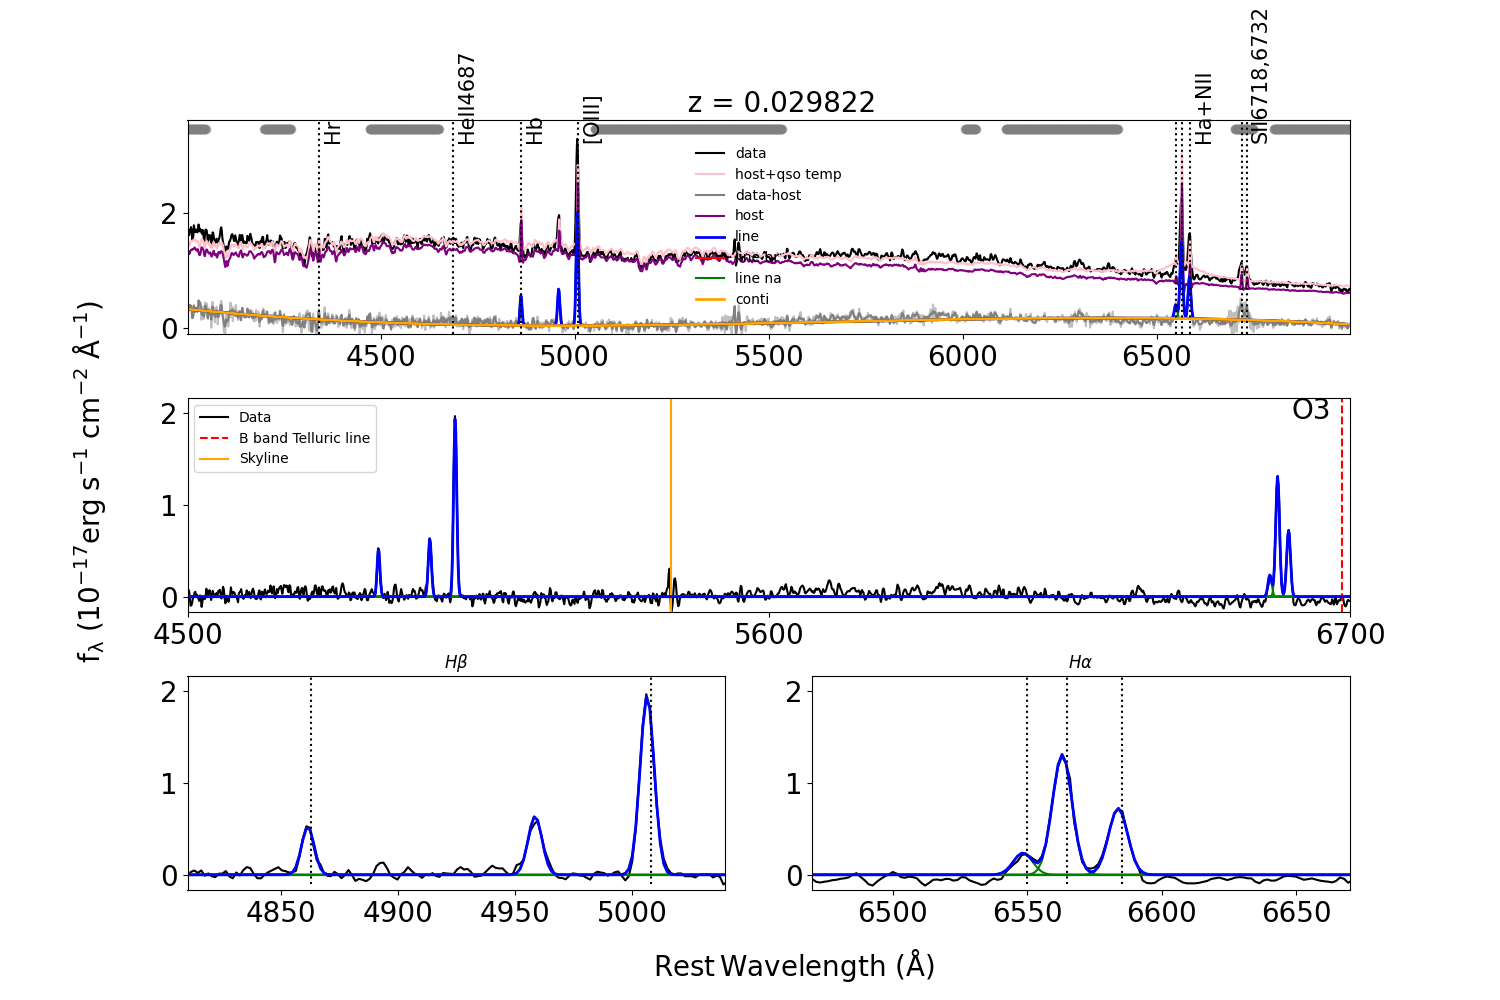 z = 0.029822
Hr
HeII4687
Hb
[OIII]
Ha+NII
SII6718,6732
data
host+qso temp
data-host
host
line
line na
conti
2
0
4500
5000
5500
6000
6500
fλ (10−17erg s−1 cm−2 Å−1)
Data
B band Telluric line
Skyline
O3
2
1
0
4500
5600
6700
Hβ
2
1
0
4850
4900
4950
5000
Hα
2
1
0
6500
6550
6600
6650
Rest Wavelength (Å)